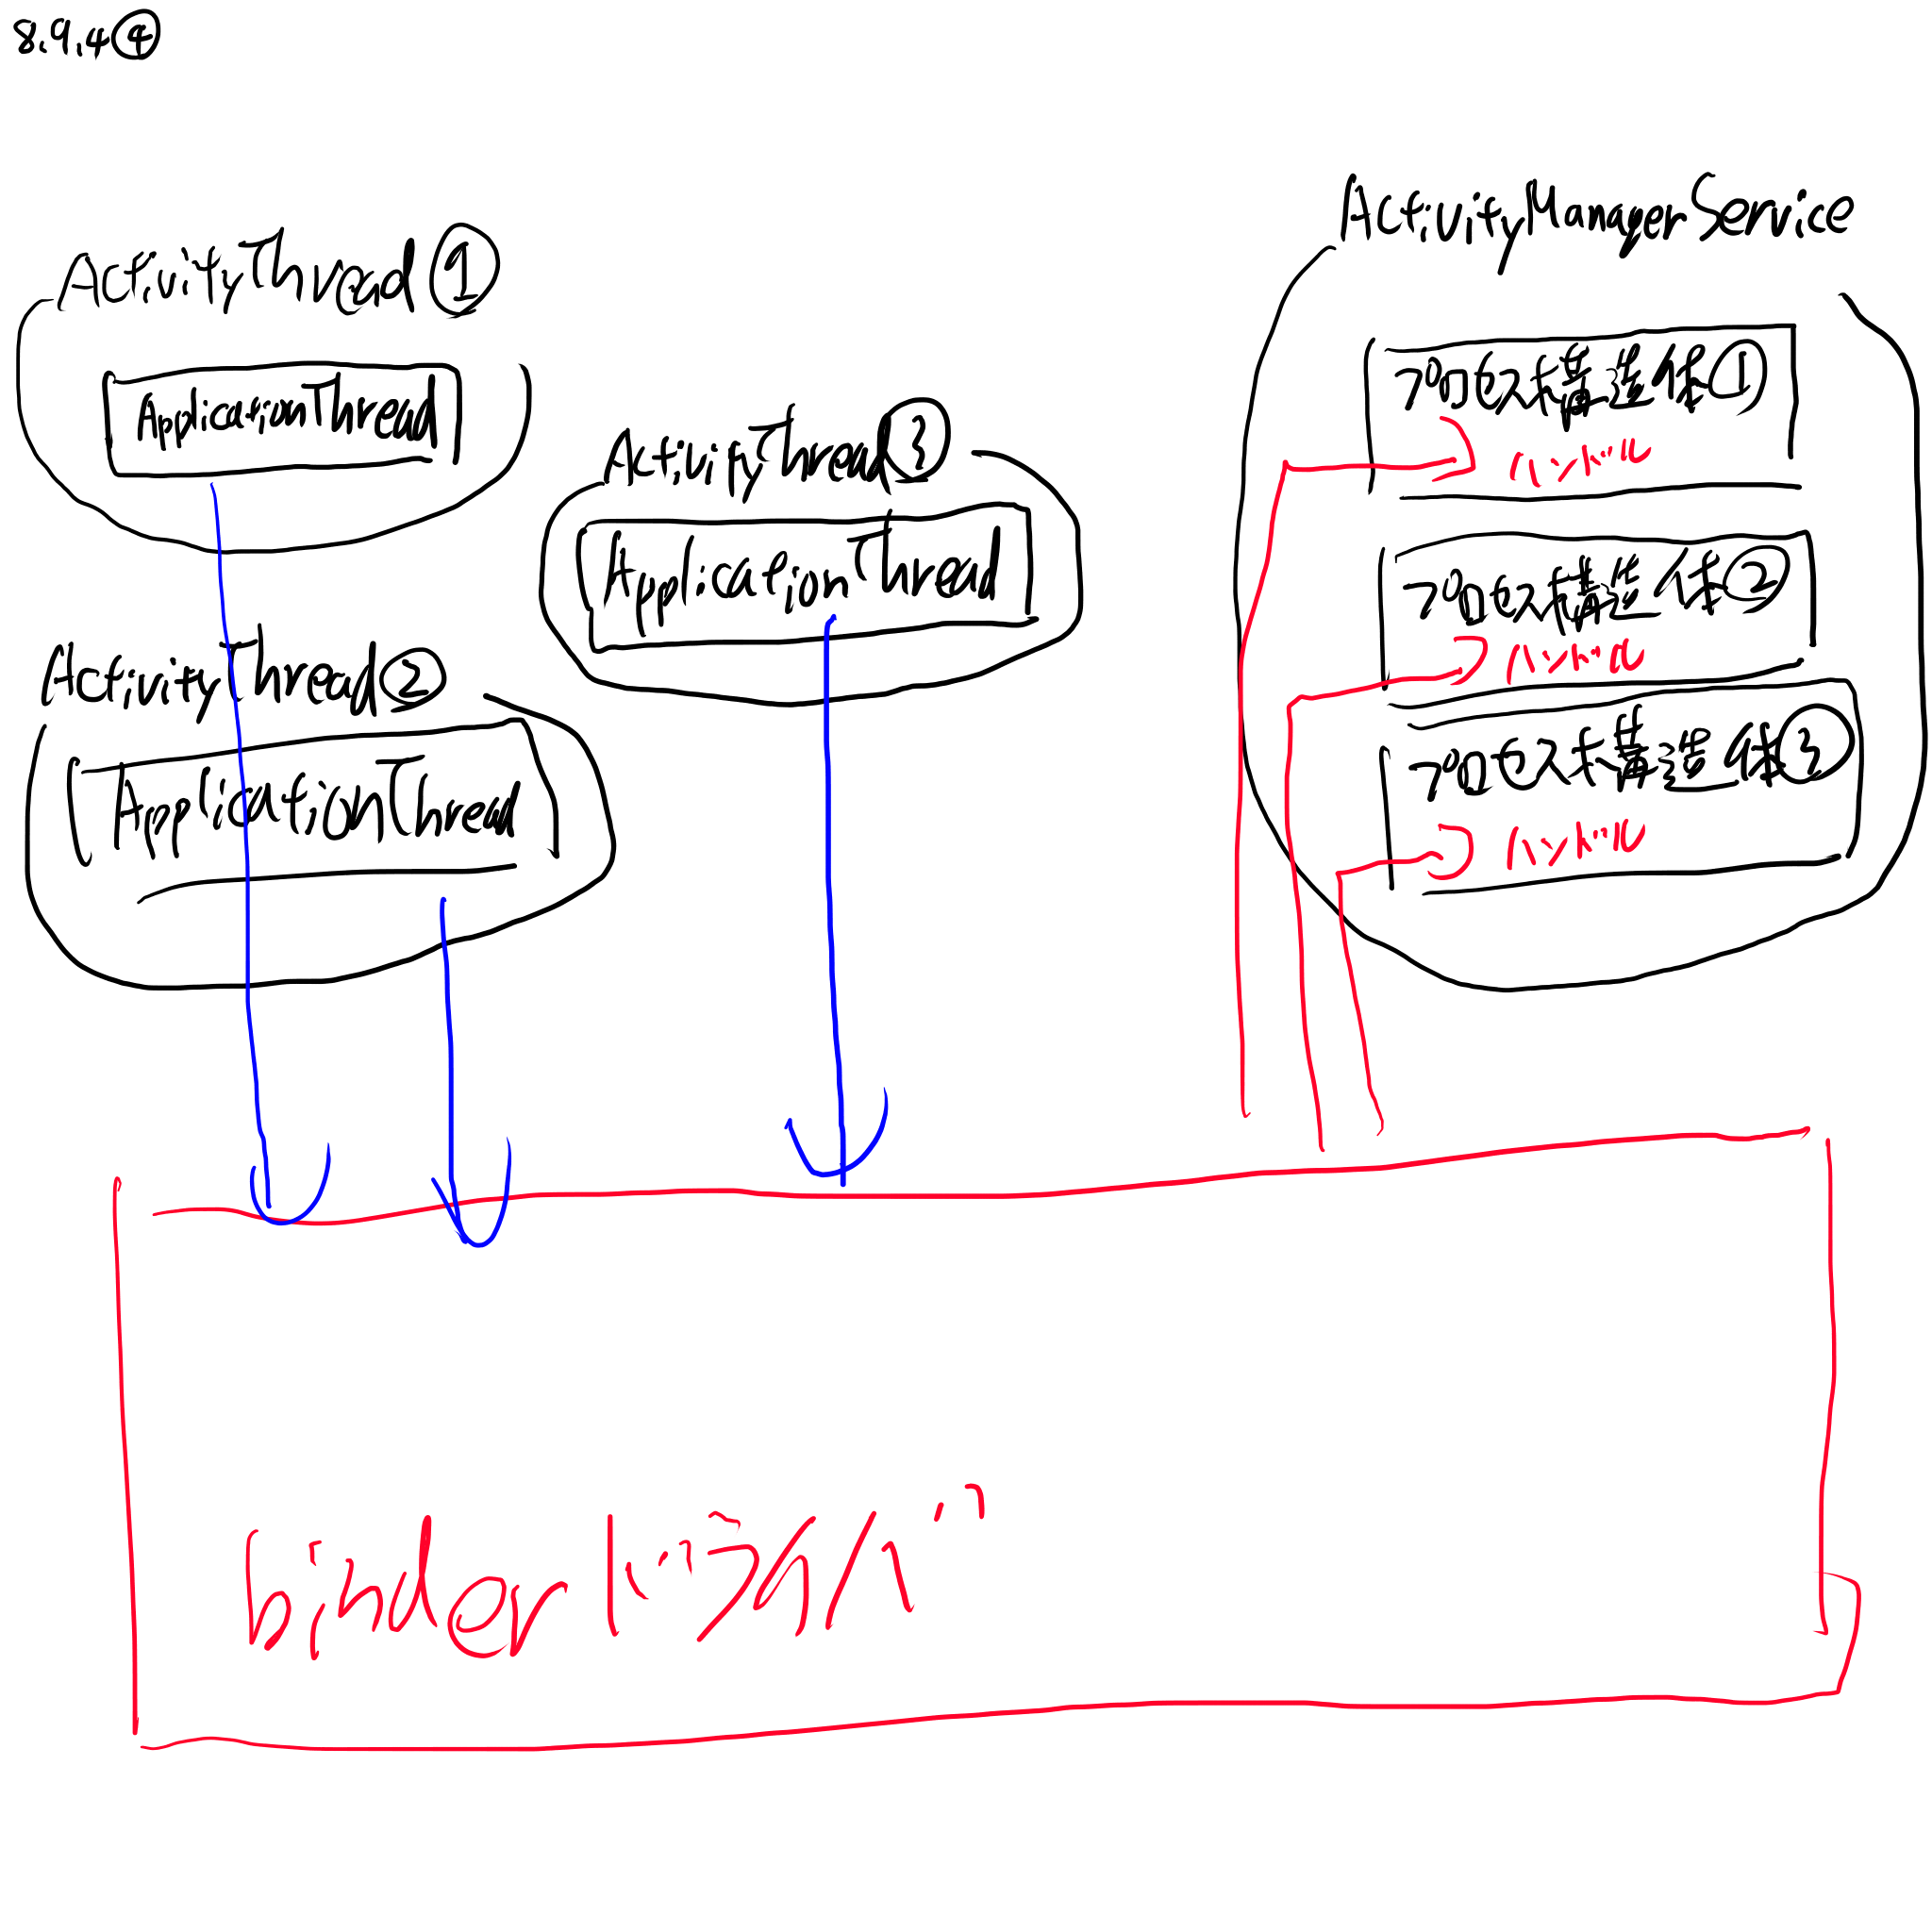 8.9.4④
ActivityManagerService
ActivityThread①
プロセス構造体①
ApplicationThread
ActivityThread③
ハンドル
ApplicationThread
プロセス構造体②
ActivityThread②
ハンドル
ApplicationThread
プロセス構造体③
ハンドル
binderドライバ